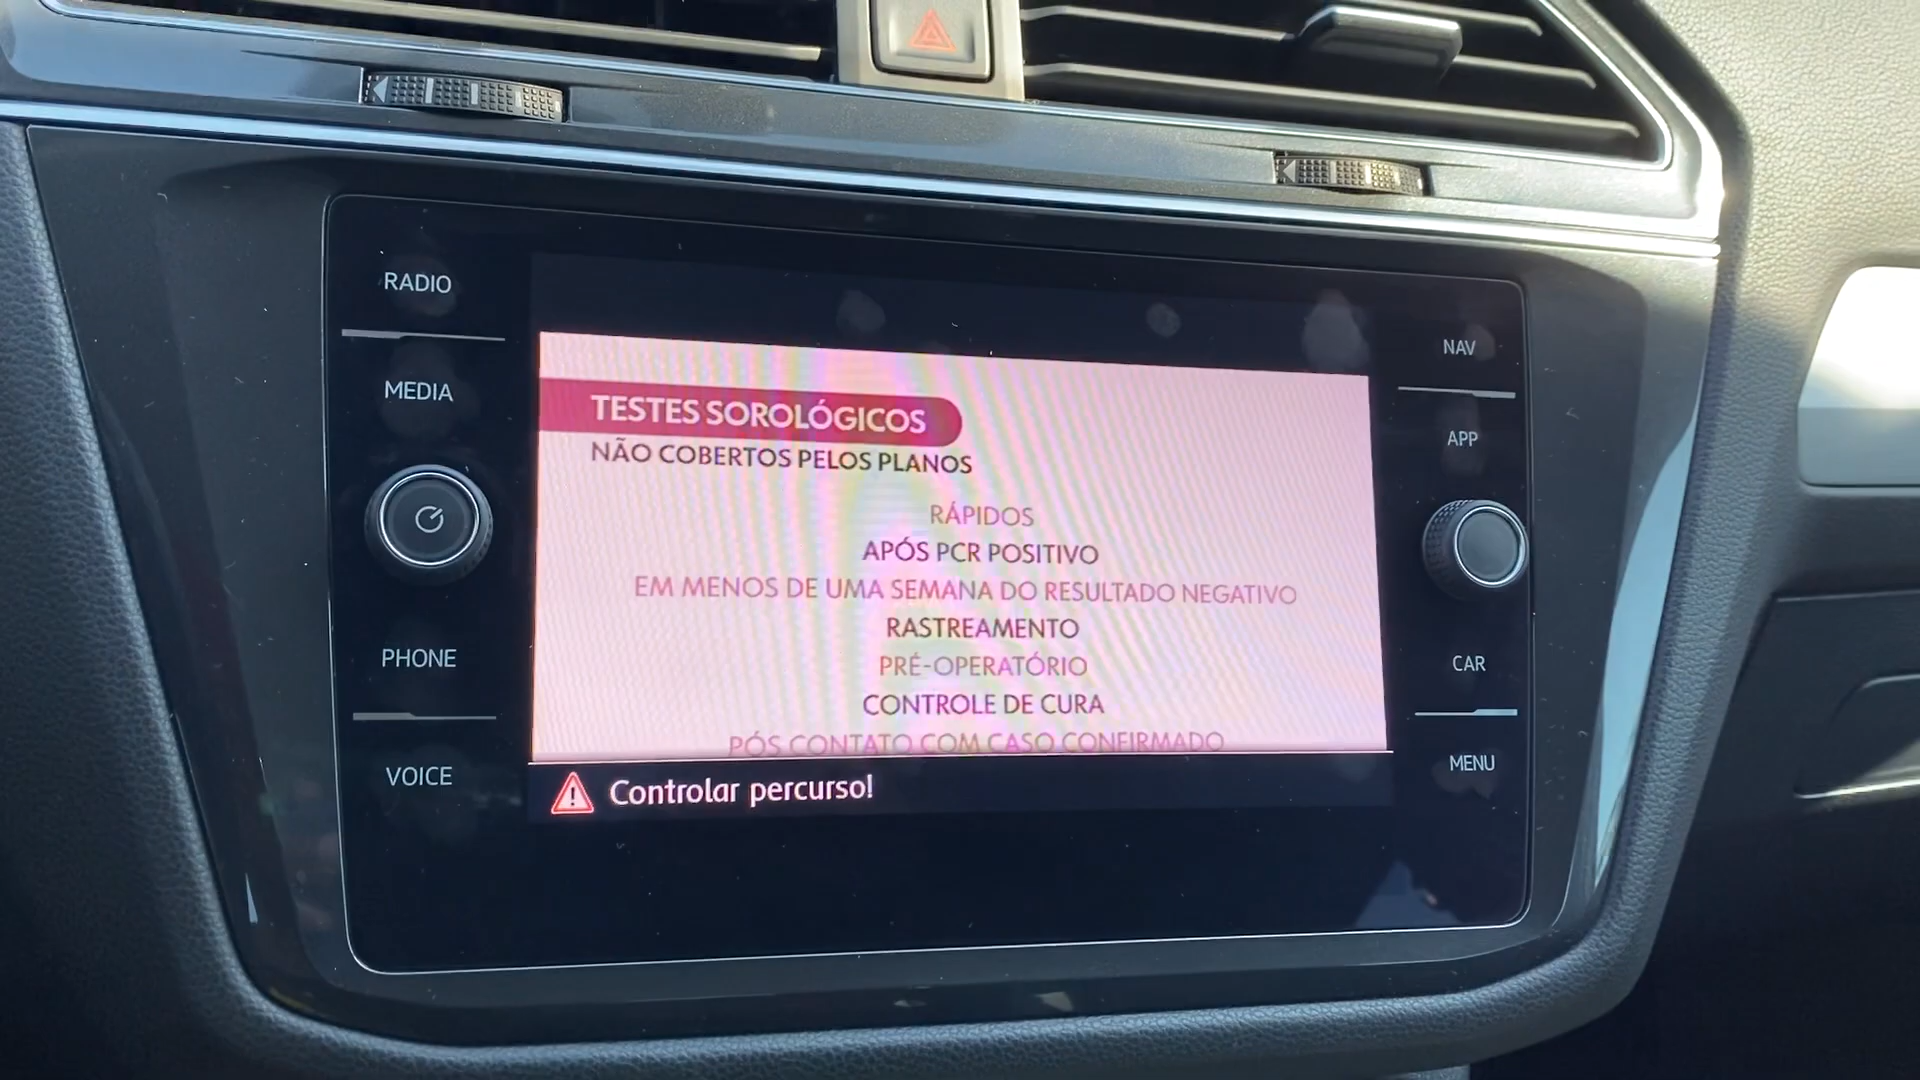 RADIO
MEDIA
PHONE
VOICE
TESTES SOROLÓGICOS
NÃO COBERTOS PELOS PLANOS
RÁPIDOS
APÓS PCR POSITIVO
EM MENOS DE UMA SEMANA DO RESULTADO NEGATIVO
RASTREAMENTO
PRÉ-OPERATÓRIO
CONTROLE DE CURA
PÓS CONTATO COM CASO CONFIRMADO
Controlar percurso!
NAV
APP
CAR
MENU